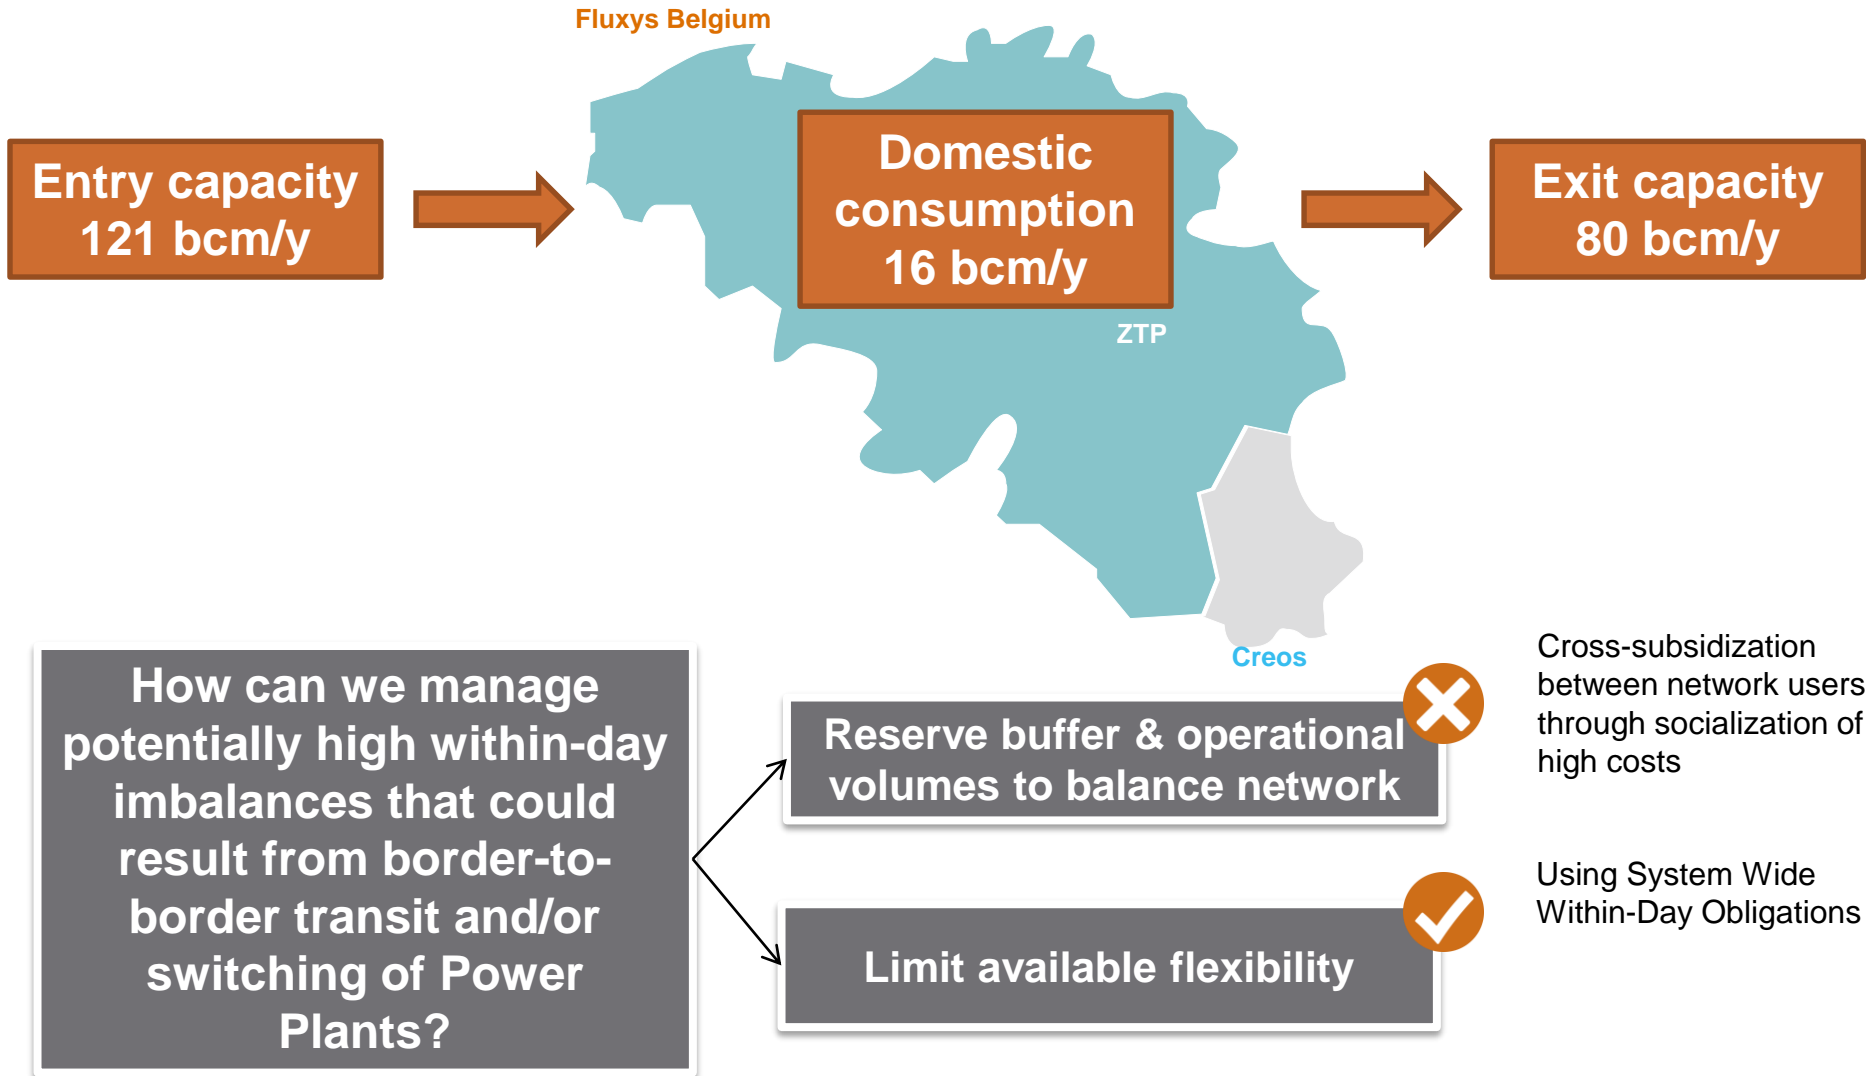 Fluxys Belgium
Entry capacity
121 bcm/y
Domestic
consumption
16 bcm/y
Exit capacity
80 bcm/y
ZTP
Creos
How can we manage
potentially high within-day
imbalances that could
result from border-to-
border transit and/or
switching of Power
Plants?
Reserve buffer & operational
volumes to balance network
Cross-subsidization
between network users
through socialization of
high costs
Limit available flexibility
Using System Wide
Within-Day Obligations